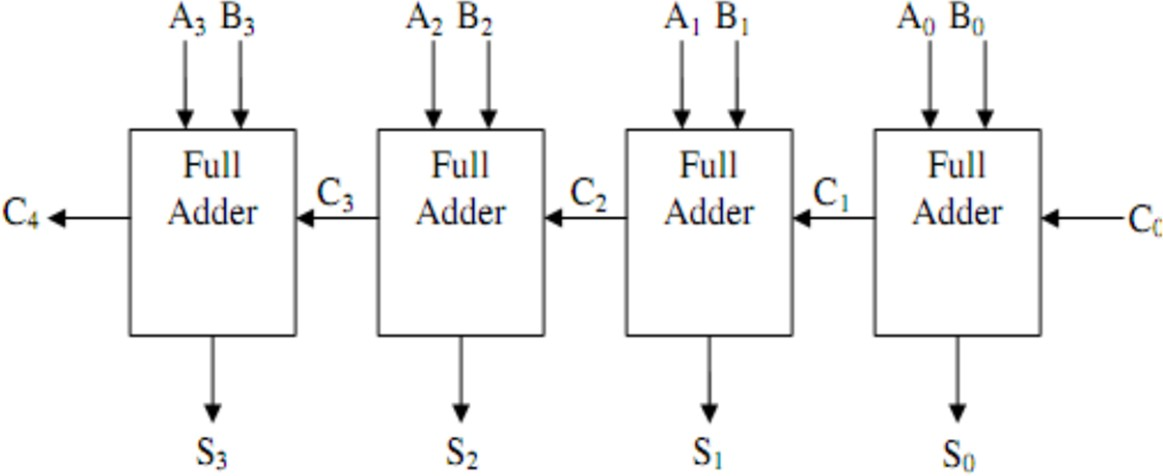 A₃ B₃ A₂ B₂ A₁ B₁ A₀ B₀
Full Adder Full Adder Full Adder Full Adder
C₄ C₃ C₂ C₁ C₀
S₃ S₂ S₁ S₀